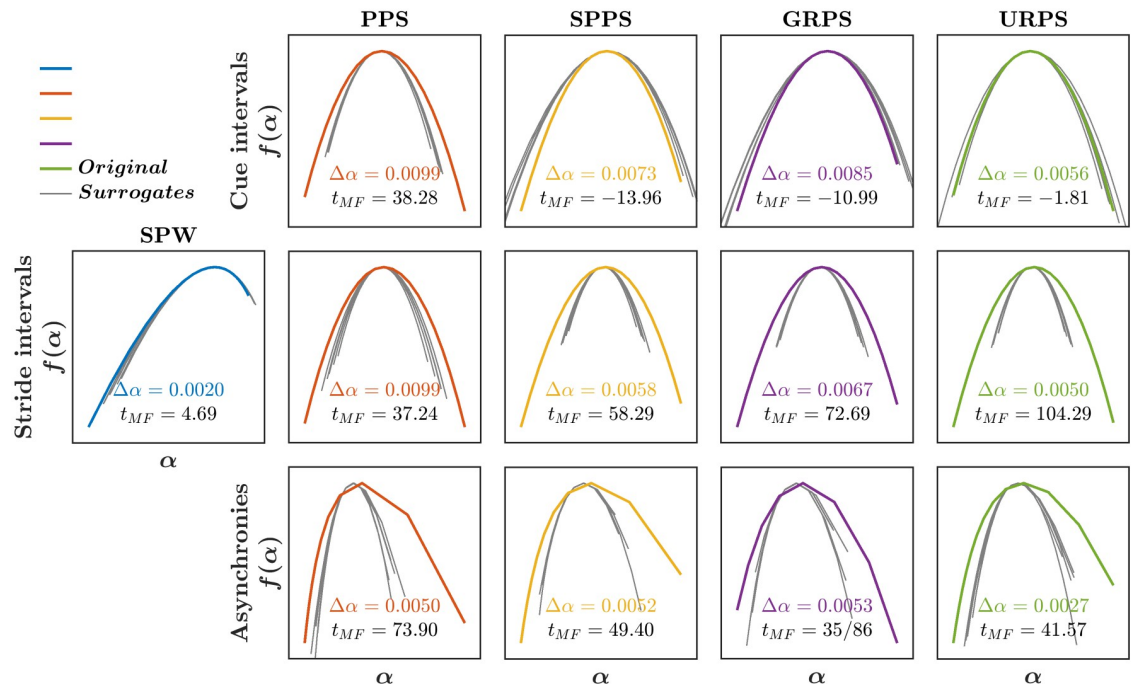 PPS
SPPS
GRPS
URPS
Cue intervals
f(α)
Original
Surrogates
Δα = 0.0099
t_MF = 38.28
Δα = 0.0073
t_MF = −13.96
Δα = 0.0085
t_MF = −10.99
Δα = 0.0056
t_MF = −1.81
SPW
Stride intervals
f(α)
Δα = 0.0020
t_MF = 4.69
α
Δα = 0.0099
t_MF = 37.24
Δα = 0.0058
t_MF = 58.29
Δα = 0.0067
t_MF = 72.69
Δα = 0.0050
t_MF = 104.29
Asynchronies
f(α)
Δα = 0.0050
t_MF = 73.90
Δα = 0.0052
t_MF = 49.40
Δα = 0.0053
t_MF = 35/86
Δα = 0.0027
t_MF = 41.57
α
α
α
α